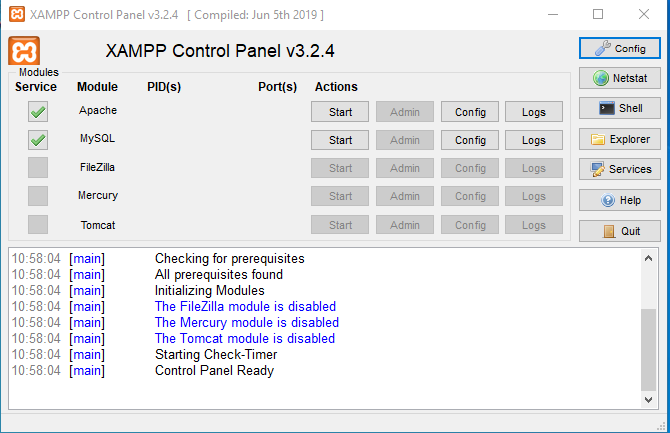 XAMPP Control Panel v3.2.4 [ Compiled: Jun 5th 2019 ]
XAMPP Control Panel v3.2.4
Config
Modules
Service Module PID(s) Port(s) Actions
Netstat
Apache Start Admin Config Logs
Shell
MySQL Start Admin Config Logs
Explorer
FileZilla Start Admin Config Logs
Services
Mercury Start Admin Config Logs
Help
Tomcat Start Admin Config Logs
Quit
10:58:04 [main] Checking for prerequisites
10:58:04 [main] All prerequisites found
10:58:04 [main] Initializing Modules
10:58:04 [main] The FileZilla module is disabled
10:58:04 [main] The Mercury module is disabled
10:58:04 [main] The Tomcat module is disabled
10:58:04 [main] Starting Check-Timer
10:58:04 [main] Control Panel Ready